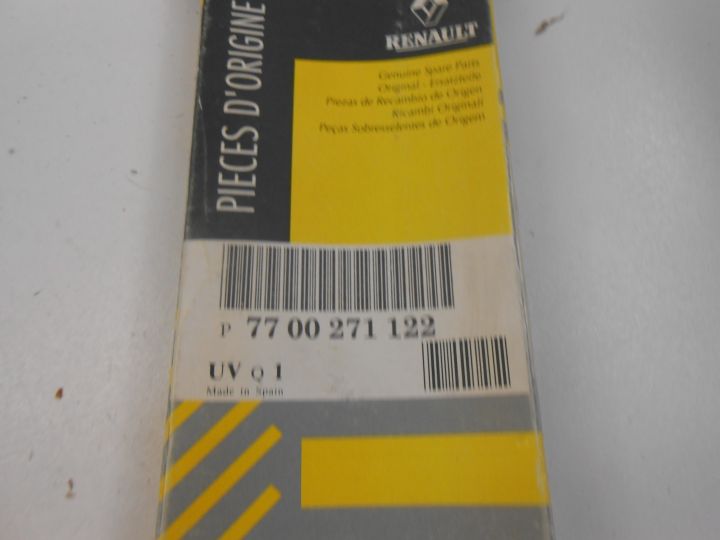 PIECES D'ORIGINE
RENAULT
Genuine Spare Parts
Original - Ersatzteile
Piezas de Recambio de Origen
Ricambi Originali
Peças Sobresselentes de Origem
P 77 00 271 122
UV Q 1
Made in Spain